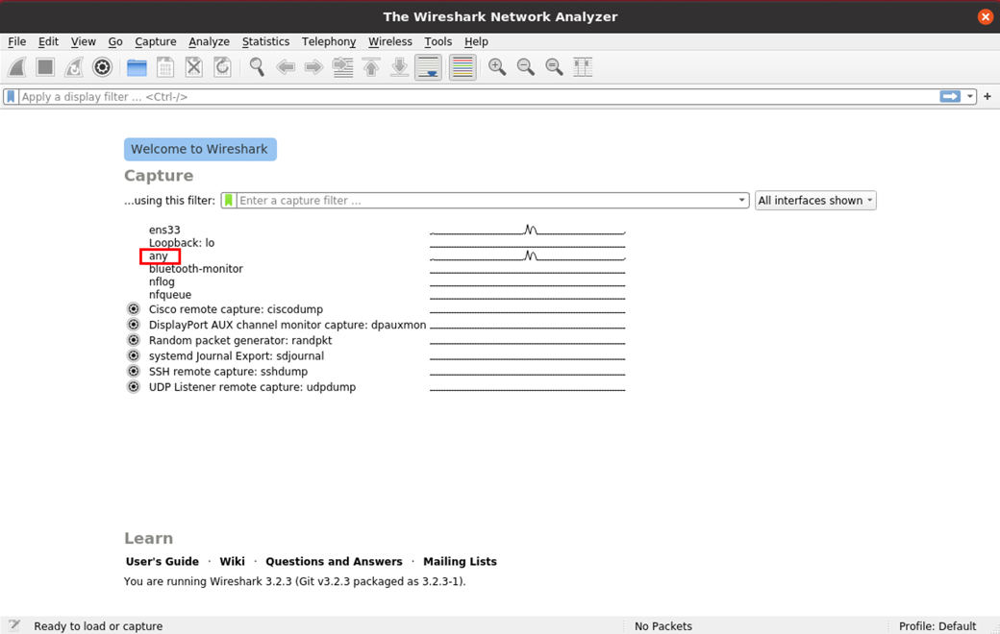 The Wireshark Network Analyzer
File Edit View Go Capture Analyze Statistics Telephony Wireless Tools Help
Apply a display filter ... <Ctrl-/>
Welcome to Wireshark
Capture
...using this filter: Enter a capture filter ... All interfaces shown
ens33
Loopback: lo
any
bluetooth-monitor
nflog
nfqueue
Cisco remote capture: ciscodump
DisplayPort AUX channel monitor capture: dpauxmon
Random packet generator: randpkt
systemd Journal Export: sdjournal
SSH remote capture: sshdump
UDP Listener remote capture: udpdump
Learn
User's Guide · Wiki · Questions and Answers · Mailing Lists
You are running Wireshark 3.2.3 (Git v3.2.3 packaged as 3.2.3-1).
Ready to load or capture No Packets Profile: Default